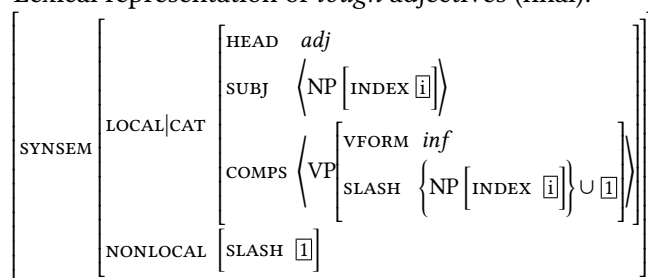 Lexical representation of tough adjectives (final):
HEAD adj
SUBJ ⟨NP[INDEX i]⟩
LOCAL|CAT
VFORM inf
SYNSEM
COMPS ⟨VP
SLASH {NP[INDEX i]} ∪ 1
NONLOCAL [SLASH 1]